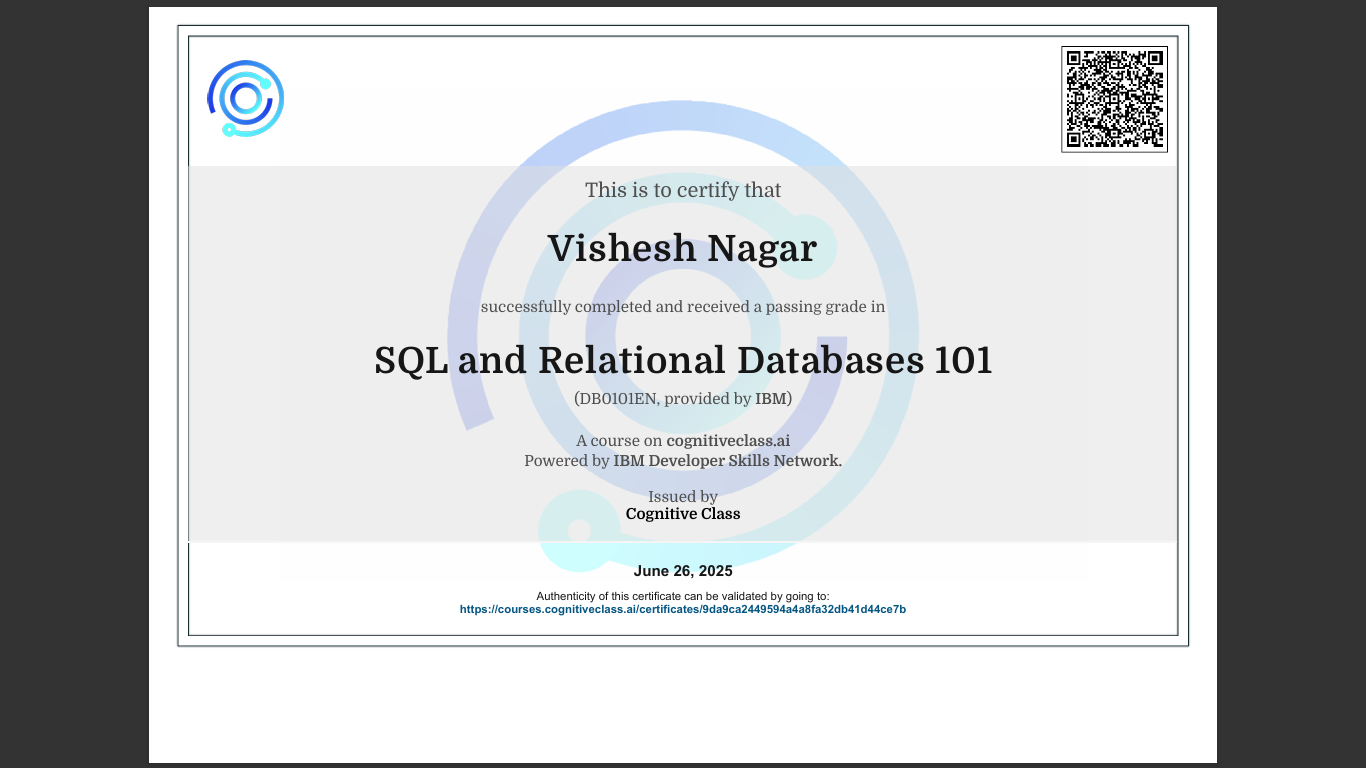 This is to certify that
Vishesh Nagar
successfully completed and received a passing grade in
SQL and Relational Databases 101
(DB0101EN, provided by IBM)
A course on cognitiveclass.ai
Powered by IBM Developer Skills Network.
Issued by
Cognitive Class
June 26, 2025
Authenticity of this certificate can be validated by going to:
https://courses.cognitiveclass.ai/certificates/9da9ca2449594a4a8fa32db41d44ce7b